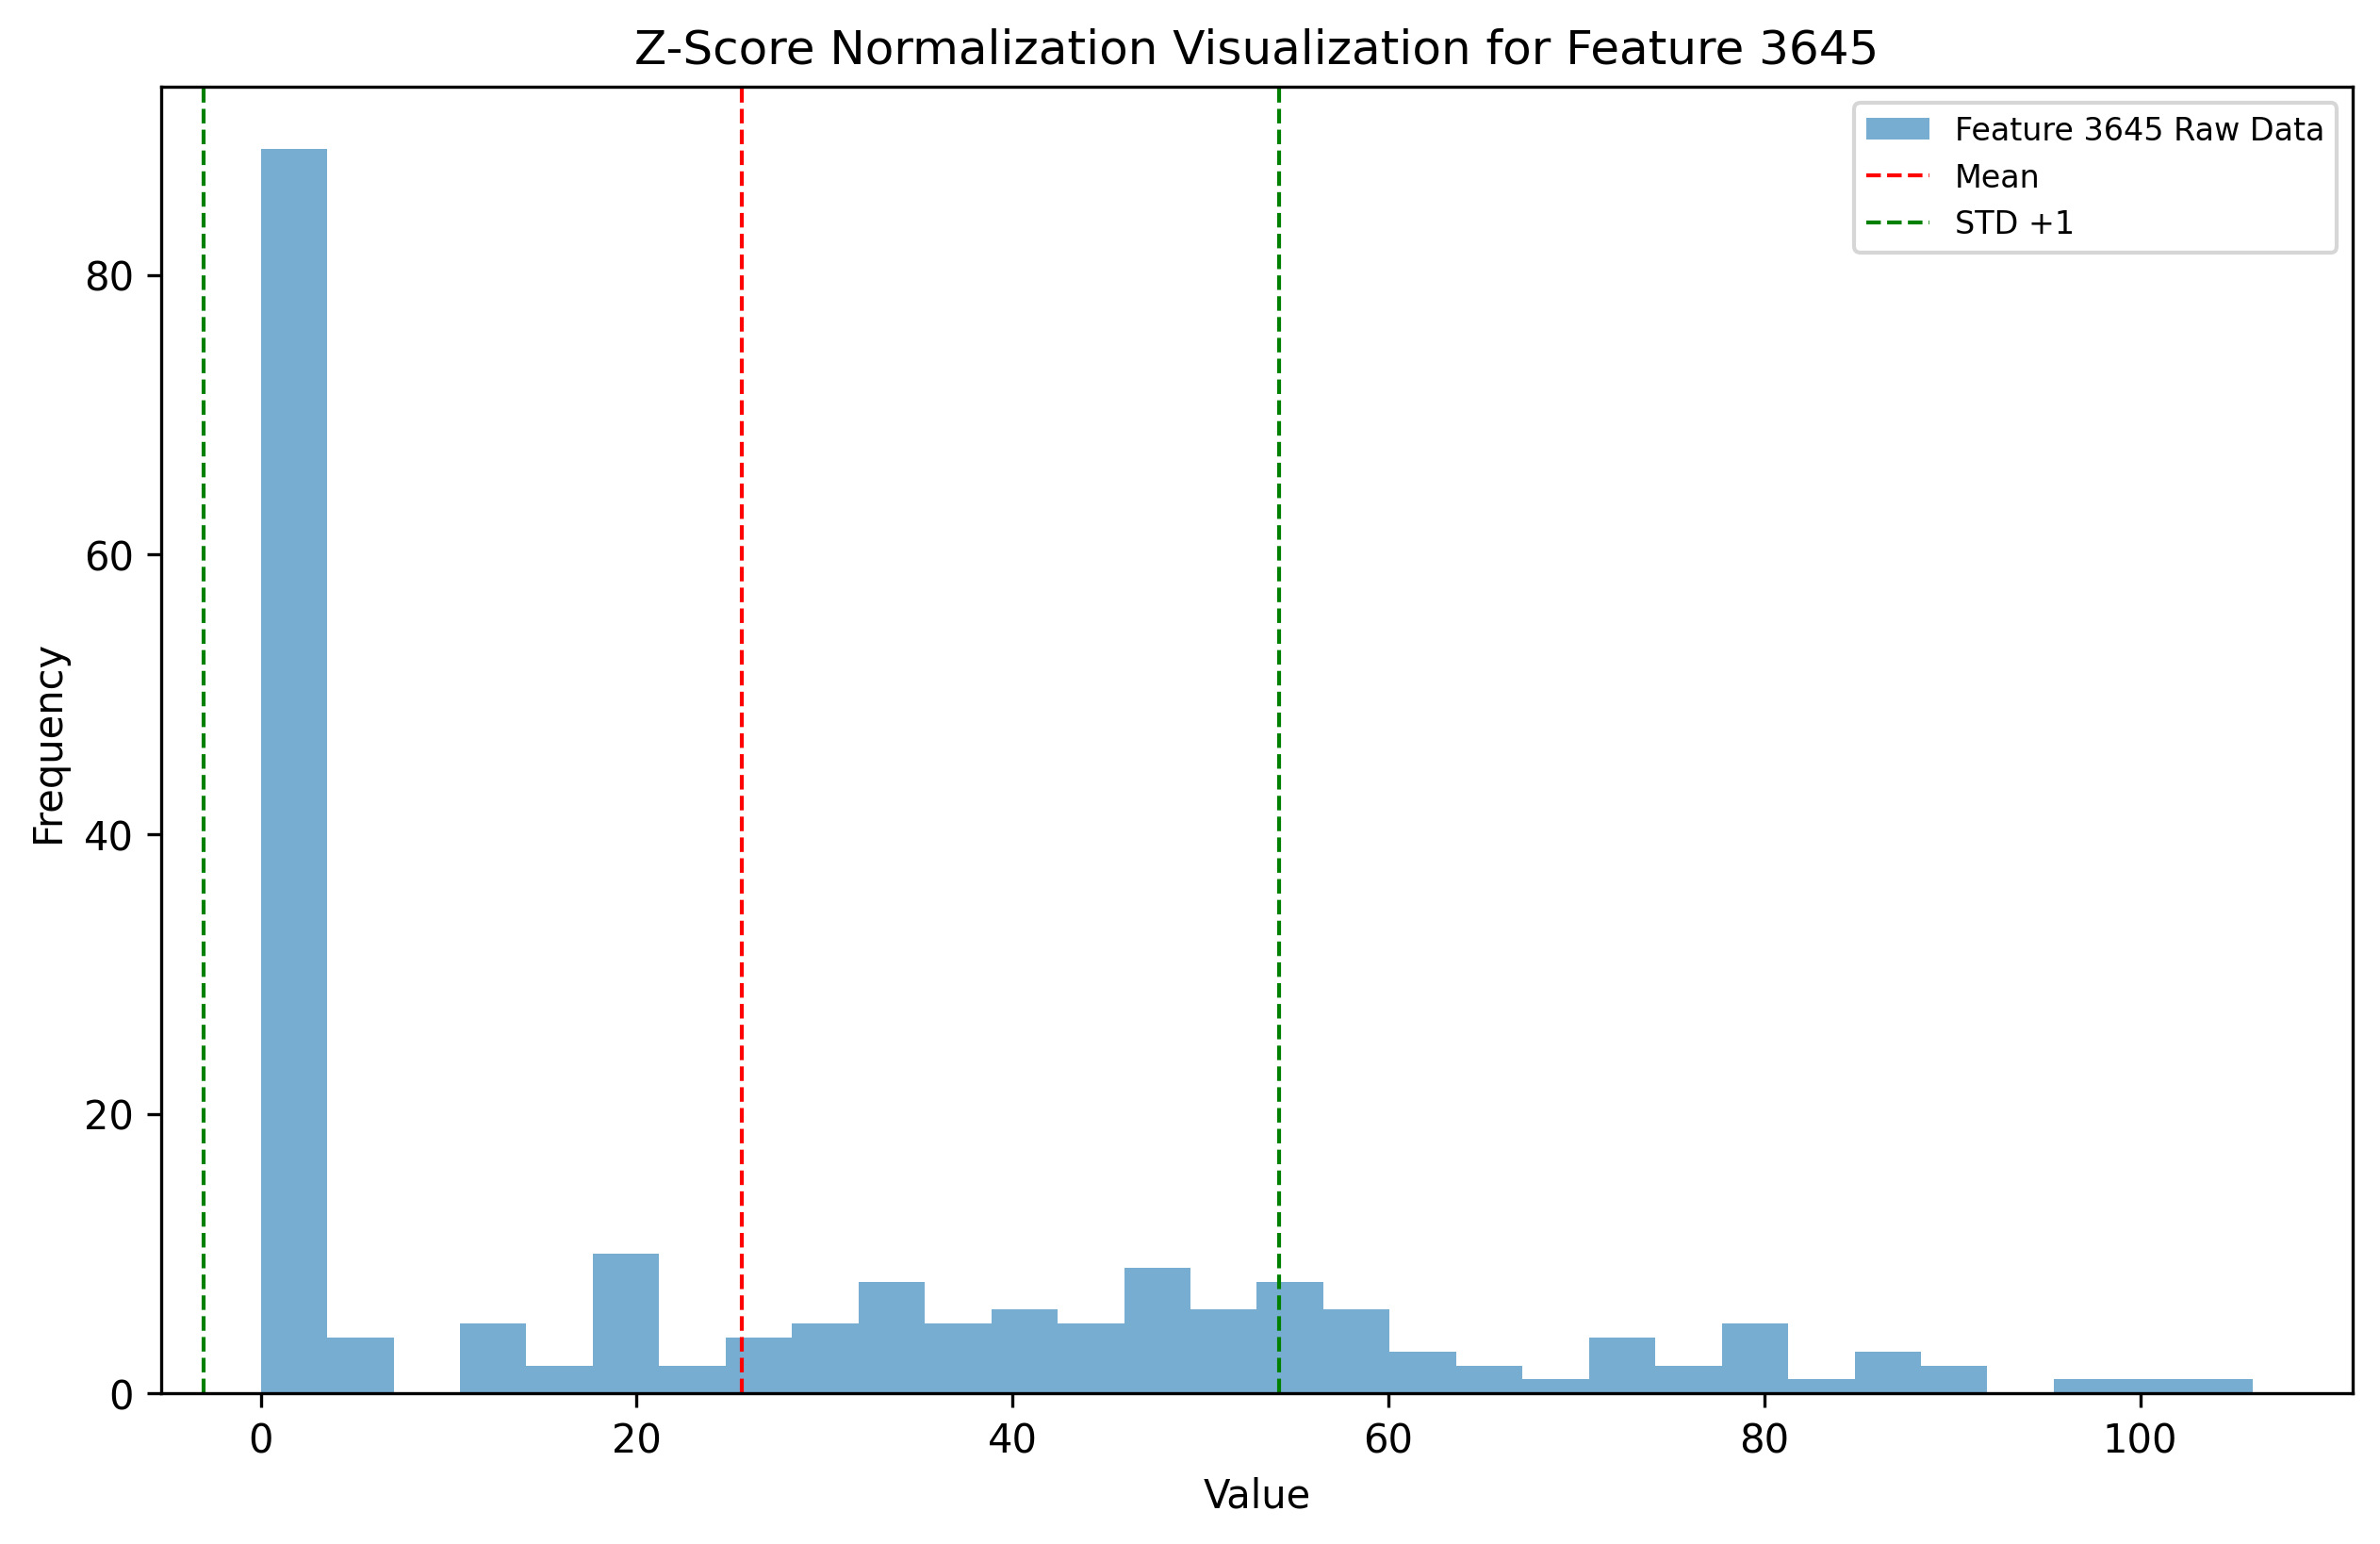 Z-Score Normalization Visualization for Feature 3645
Feature 3645 Raw Data
Mean
STD +1
Frequency
80
60
40
20
0
0 20 40 60 80 100
Value